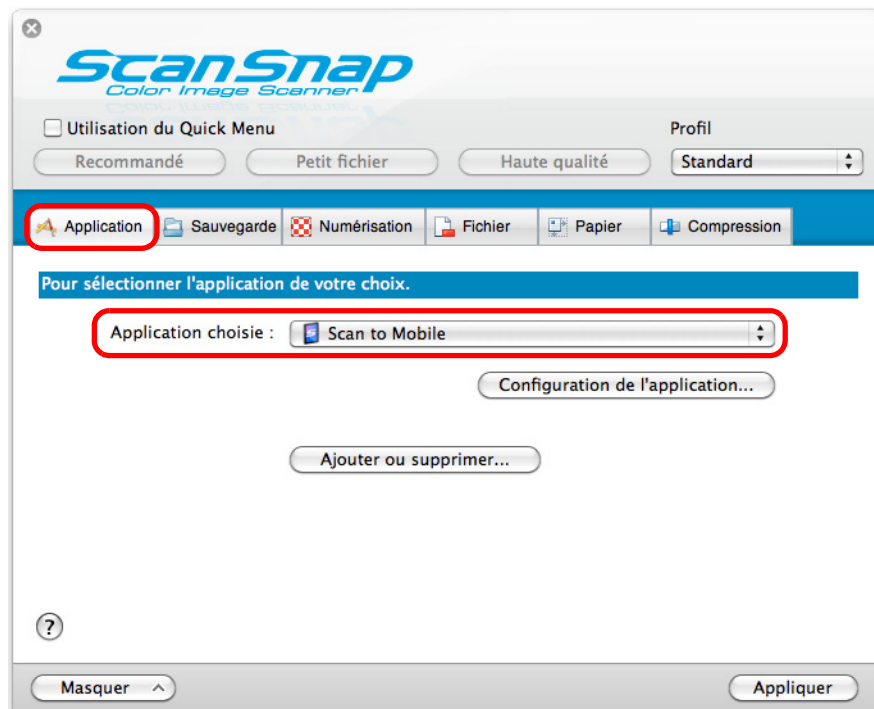 ScanSnap
Color Image Scanner
Utilisation du Quick Menu
Profil
Recommandé
Petit fichier
Haute qualité
Standard
Application
Sauvegarde
Numérisation
Fichier
Papier
Compression
Pour sélectionner l'application de votre choix.
Application choisie :
Scan to Mobile
Configuration de l'application...
Ajouter ou supprimer...
?
Masquer
Appliquer